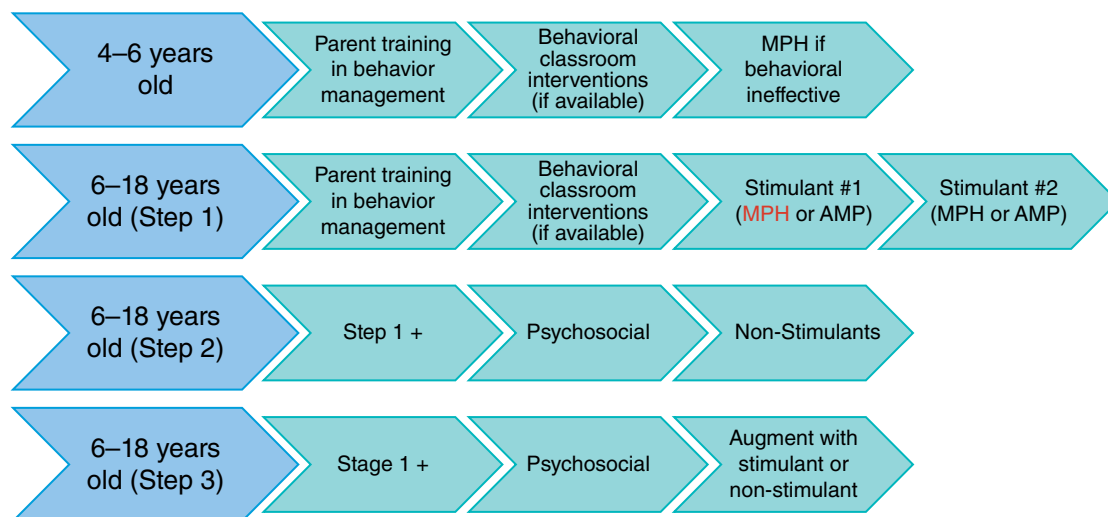 4–6 years
old
Parent training
in behavior
management
Behavioral
classroom
interventions
(if available)
MPH if
behavioral
ineffective
6–18 years
old (Step 1)
Parent training
in behavior
management
Behavioral
classroom
interventions
(if available)
Stimulant #1
(MPH or AMP)
Stimulant #2
(MPH or AMP)
6–18 years
old (Step 2)
Step 1 +
Psychosocial
Non-Stimulants
6–18 years
old (Step 3)
Stage 1 +
Psychosocial
Augment with
stimulant or
non-stimulant